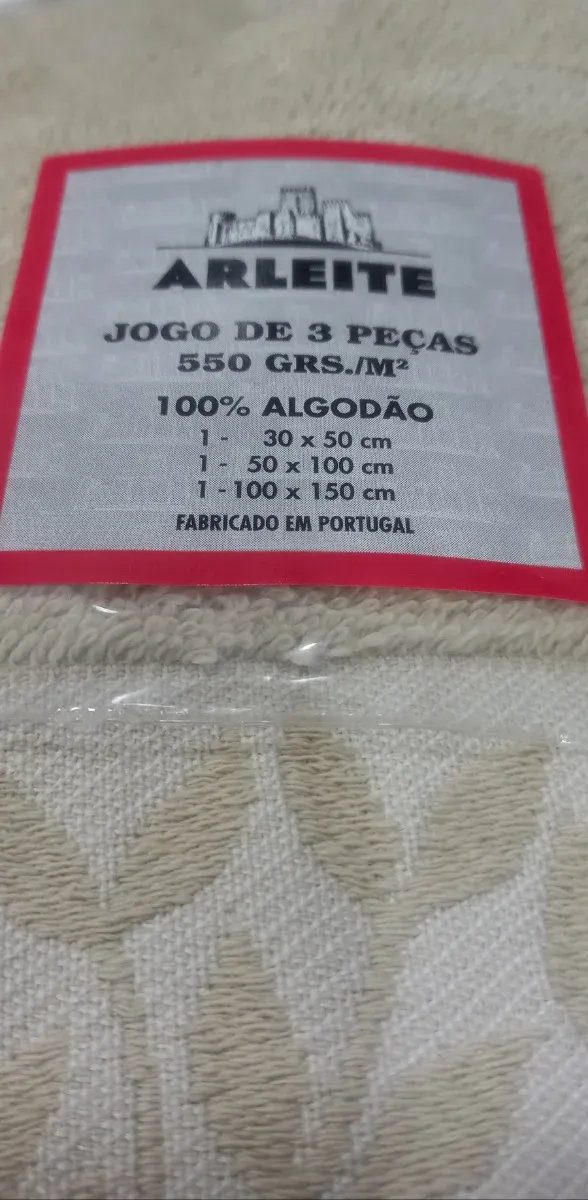 ARLEITE
JOGO DE 3 PEÇAS
550 GRS./M²
100% ALGODÃO
1 - 30 x 50 cm
1 - 50 x 100 cm
1 - 100 x 150 cm
FABRICADO EM PORTUGAL